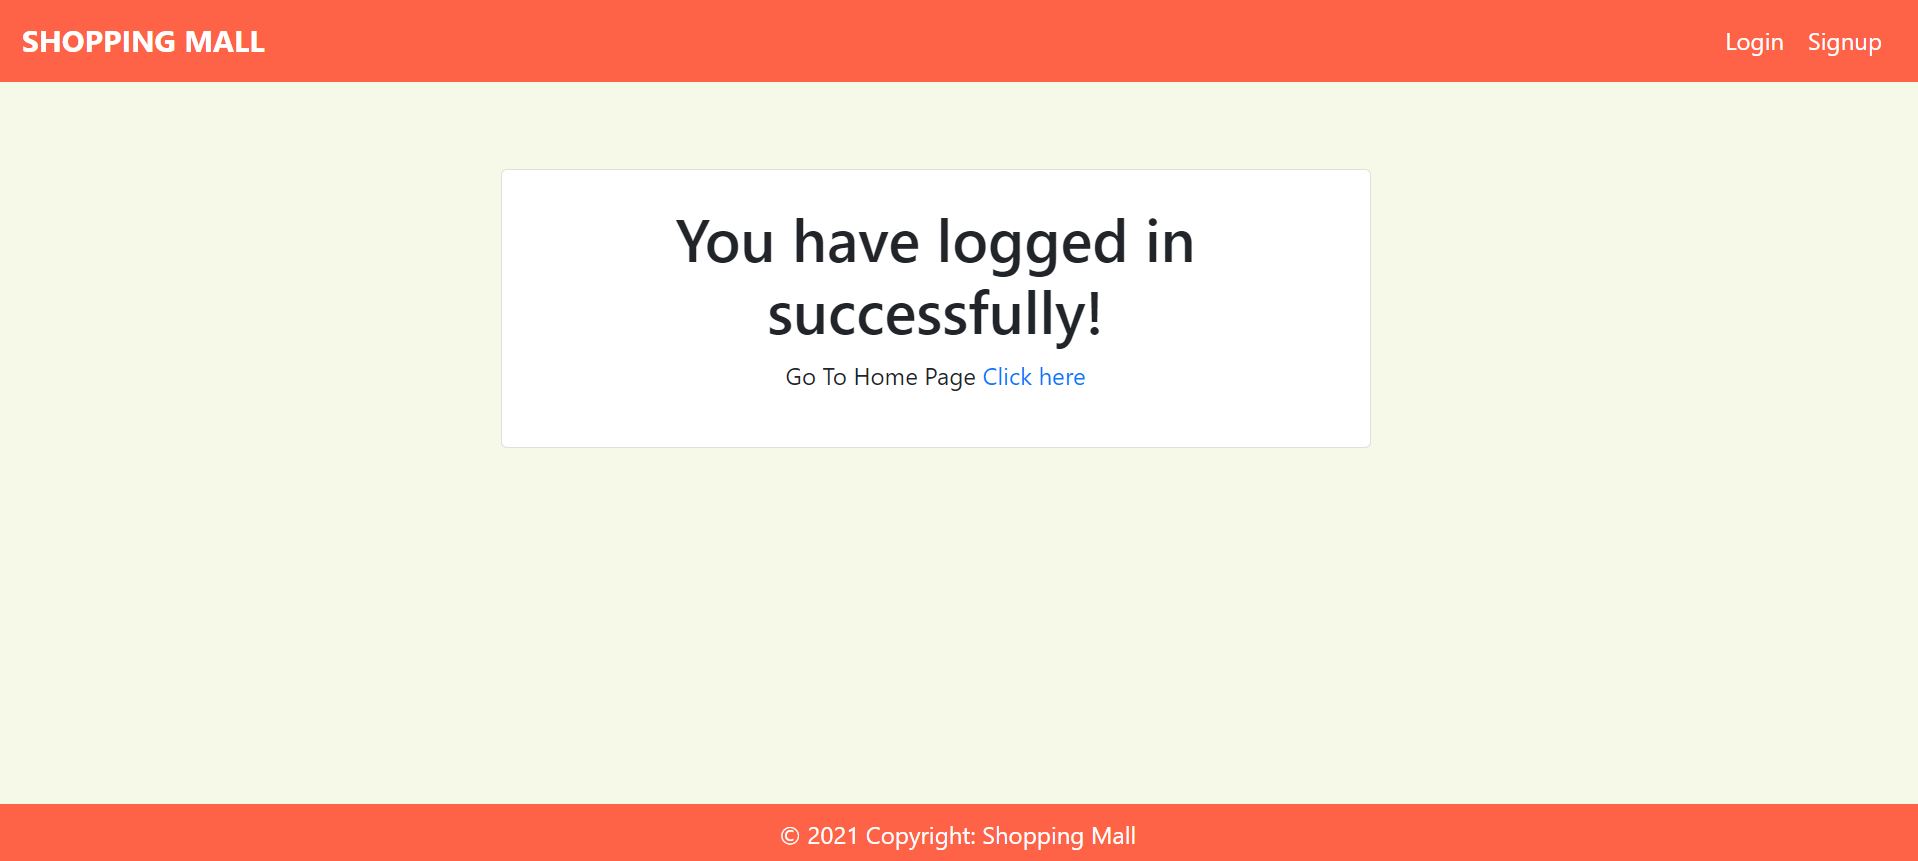 SHOPPING MALL
Login Signup
You have logged in
successfully!
Go To Home Page Click here
© 2021 Copyright: Shopping Mall